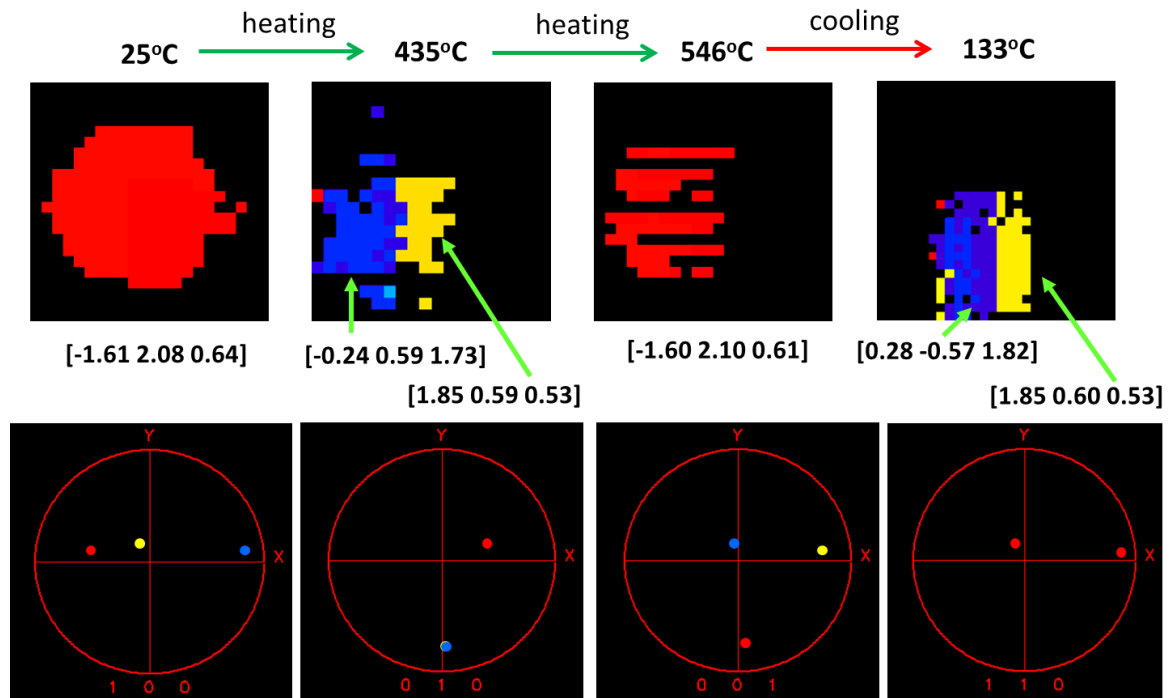 heating heating cooling
25°C 435°C 546°C 133°C
[-1.61 2.08 0.64] [-0.24 0.59 1.73] [-1.60 2.10 0.61] [0.28 -0.57 1.82]
[1.85 0.59 0.53] [1.85 0.60 0.53]
Y Y Y Y
X X X X
1 0 0 0 1 0 0 0 1 1 1 0